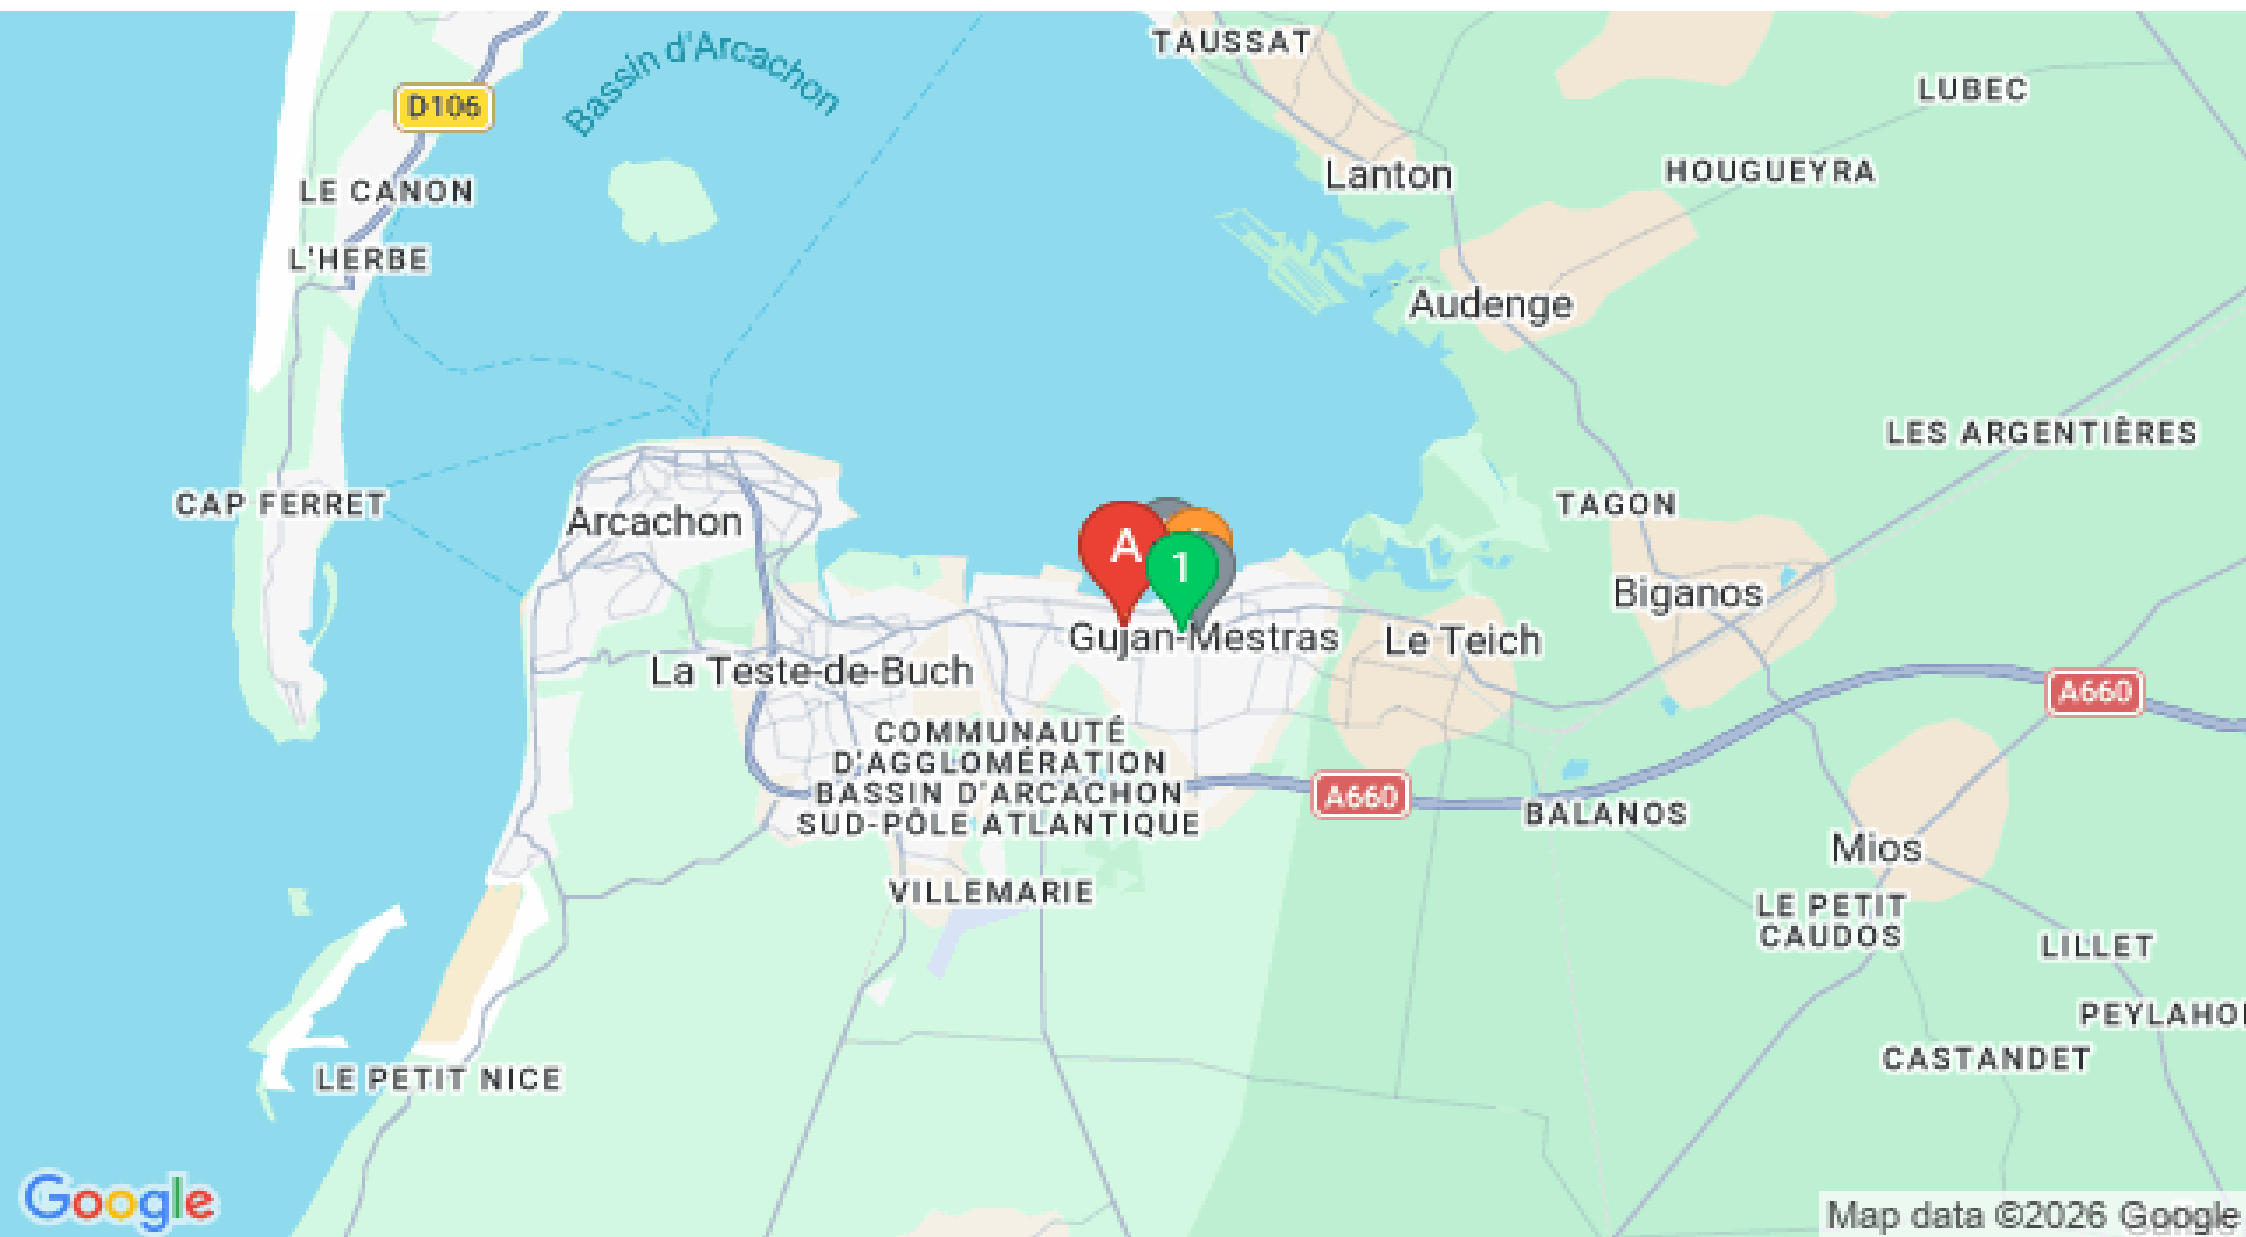 TAUSSAT
Bassin d'Arcachon
D106
LUBEC
LE CANON
Lanton
HOUGUEYRA
L'HERBE
Audenge
LES ARGENTIÈRES
CAP FERRET
Arcachon
TAGON
A
1
Biganos
Gujan-Mestras
Le Teich
La Teste-de-Buch
A660
COMMUNAUTÉ
D'AGGLOMÉRATION
BASSIN D'ARCACHON
SUD-PÔLE ATLANTIQUE
A660
BALANOS
Mios
VILLEMARIE
LE PETIT
CAUDOS
LILLET
PEYLAHO
CASTANDET
LE PETIT NICE
Google
Map data ©2026 Google